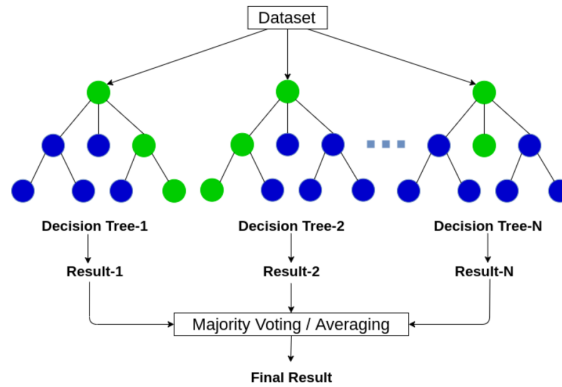 Dataset
Decision Tree-1
Decision Tree-2
Decision Tree-N
Result-1
Result-2
Result-N
Majority Voting / Averaging
Final Result